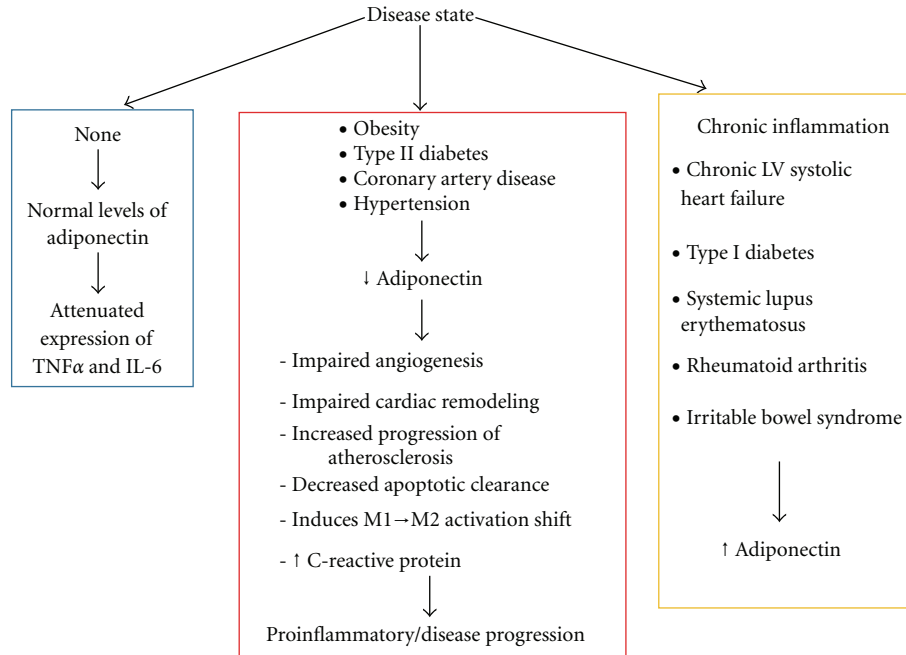 Disease state
None
Normal levels of
adiponectin
Attenuated
expression of
TNFα and IL-6
• Obesity
• Type II diabetes
• Coronary artery disease
• Hypertension
↓ Adiponectin
- Impaired angiogenesis
- Impaired cardiac remodeling
- Increased progression of
atherosclerosis
- Decreased apoptotic clearance
- Induces M1→M2 activation shift
- ↑ C-reactive protein
Proinflammatory/disease progression
Chronic inflammation
• Chronic LV systolic
heart failure
• Type I diabetes
• Systemic lupus
erythematosus
• Rheumatoid arthritis
• Irritable bowel syndrome
↑ Adiponectin